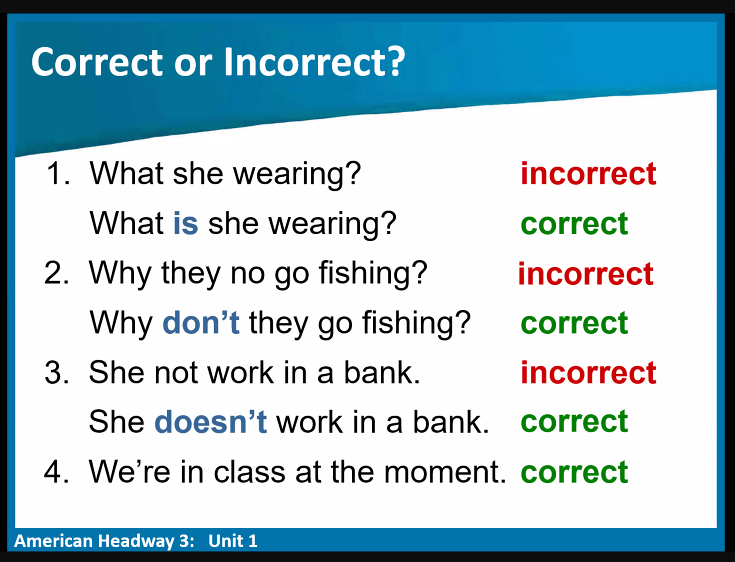 Correct or Incorrect?
1. What she wearing? incorrect
What is she wearing? correct
2. Why they no go fishing? incorrect
Why don’t they go fishing? correct
3. She not work in a bank. incorrect
She doesn’t work in a bank. correct
4. We’re in class at the moment. correct
American Headway 3: Unit 1